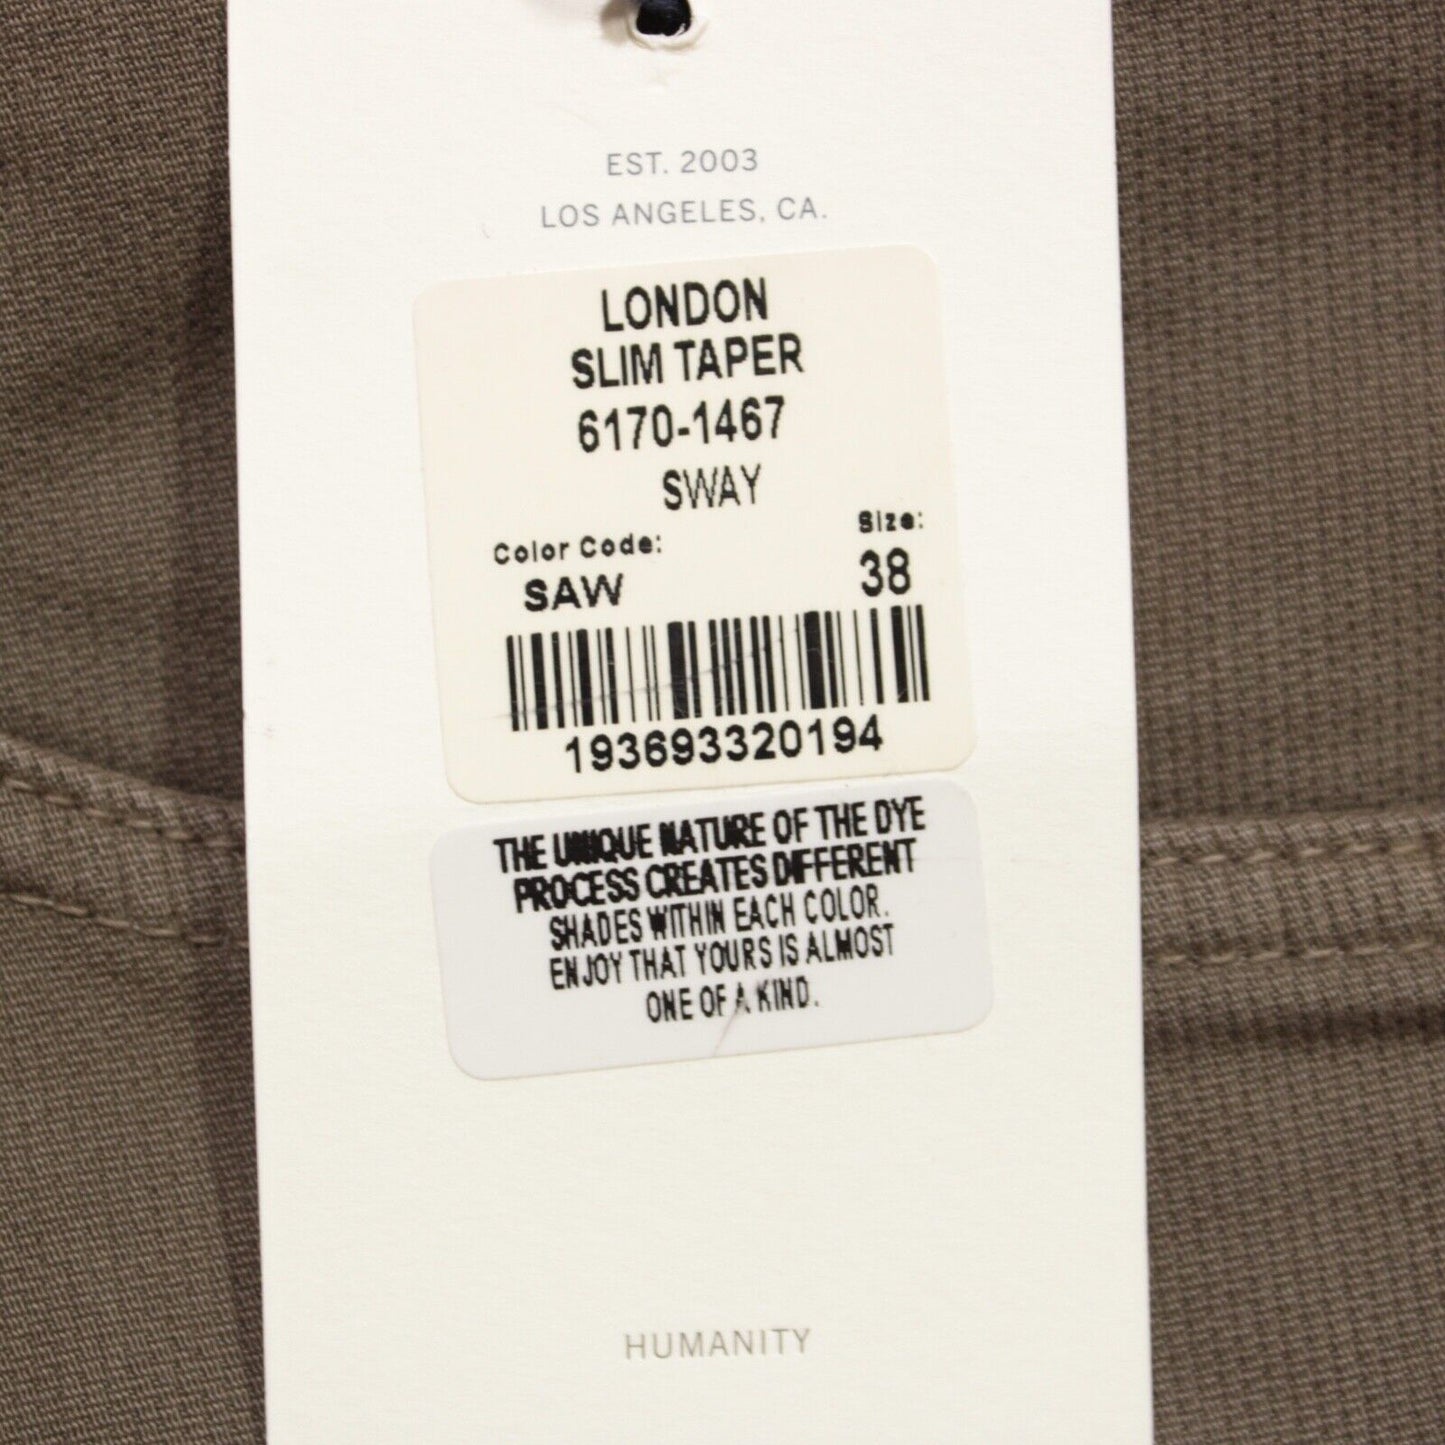 EST. 2003
LOS ANGELES, CA.
LONDON
SLIM TAPER
6170-1467
SWAY
Color Code: Size:
SAW 38
193693320194
THE UNIQUE NATURE OF THE DYE
PROCESS CREATES DIFFERENT
SHADES WITHIN EACH COLOR.
ENJOY THAT YOURS IS ALMOST
ONE OF A KIND.
HUMANITY